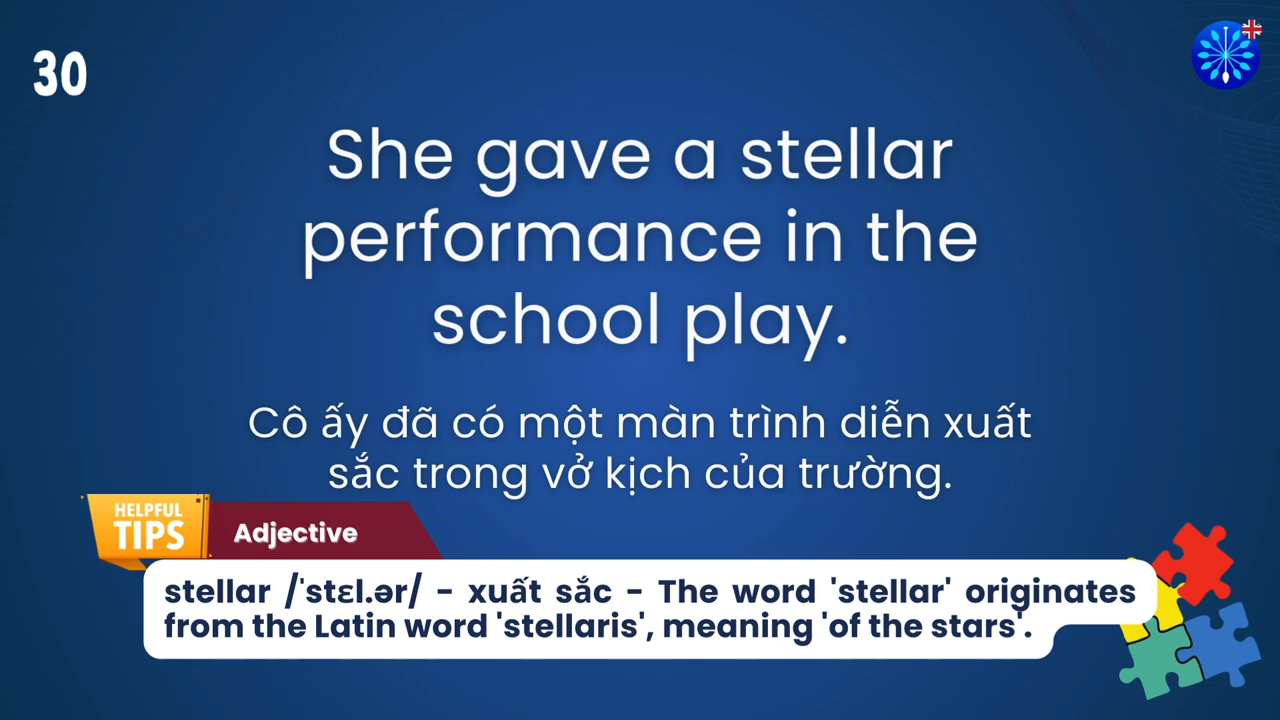 30
She gave a stellar
performance in the
school play.
Cô ấy đã có một màn trình diễn xuất
sắc trong vở kịch của trường.
HELPFUL
TIPS
Adjective
stellar /ˈstɛl.ər/ - xuất sắc - The word 'stellar' originates
from the Latin word 'stellaris', meaning 'of the stars'.